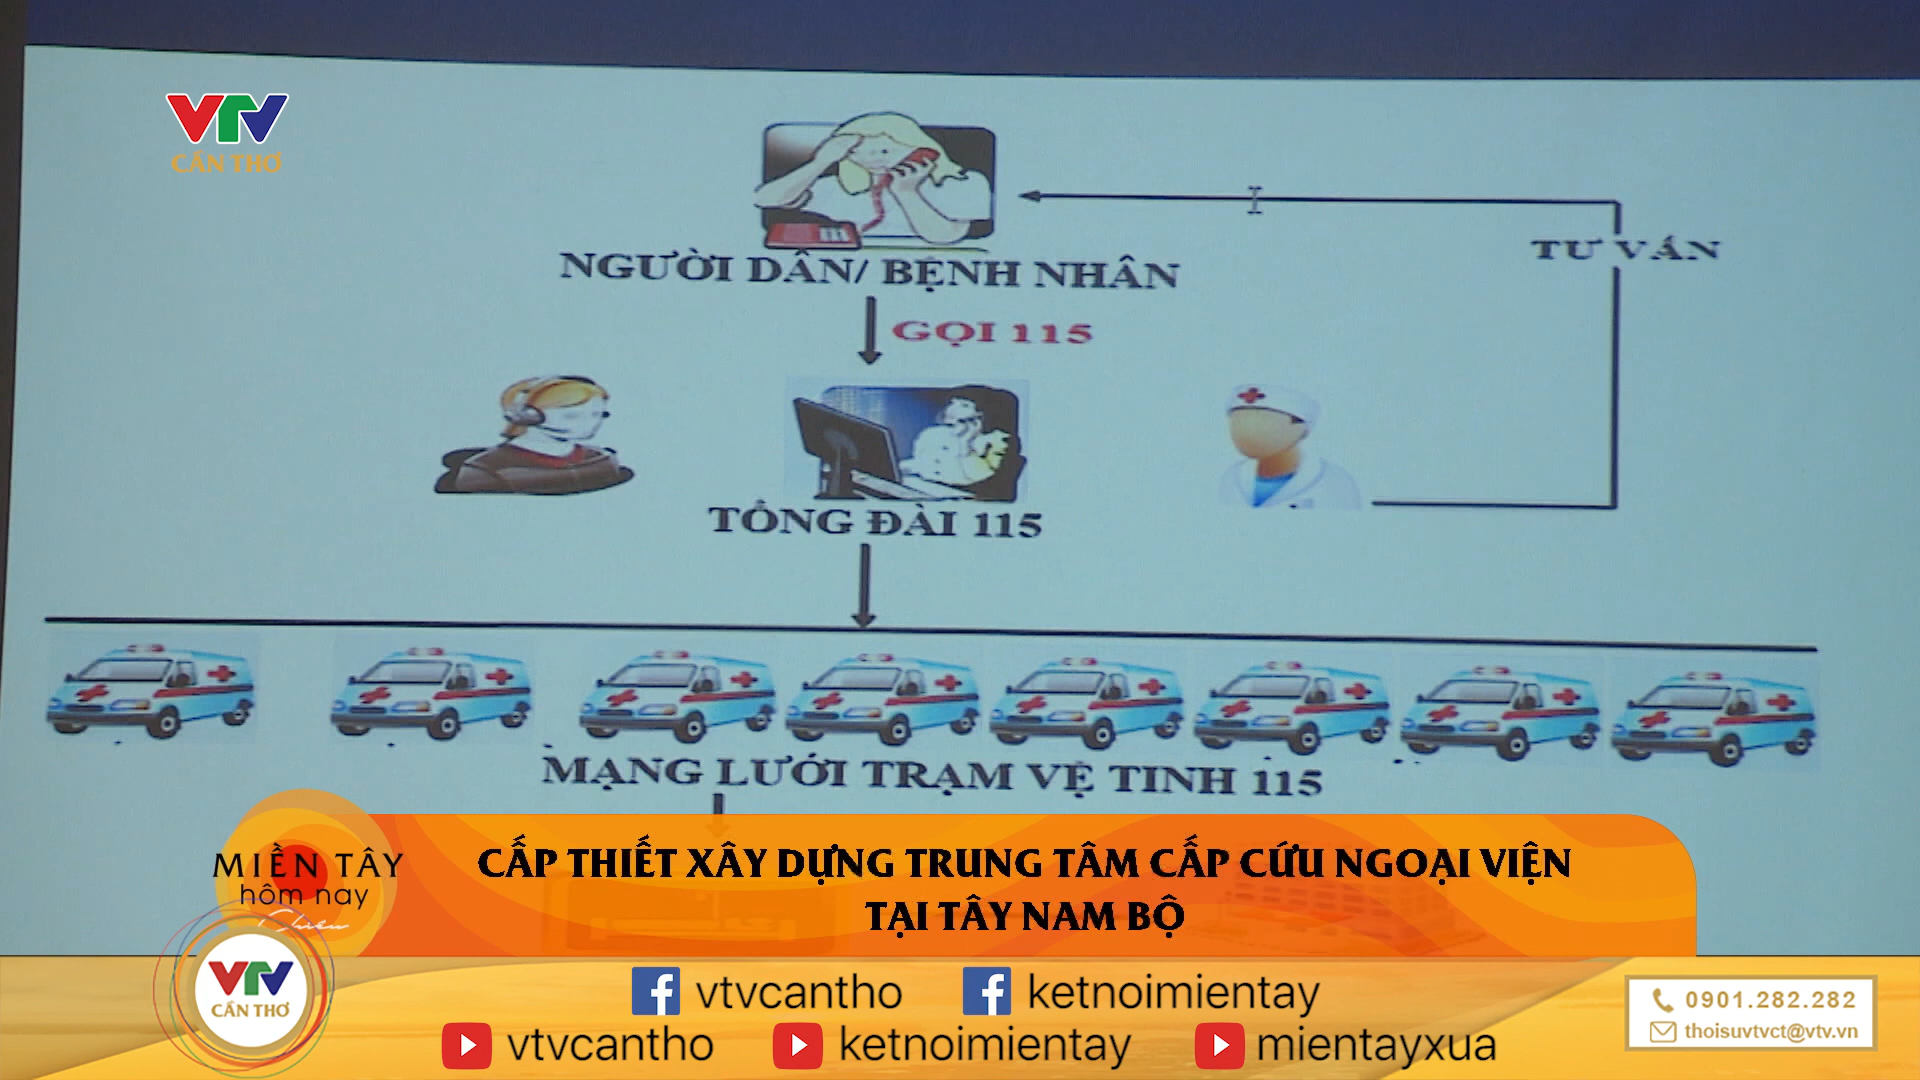 VTV
CẦN THƠ
NGƯỜI DÂN/ BỆNH NHÂN
TƯ VẤN
GỌI 115
TỔNG ĐÀI 115
MẠNG LƯỚI TRẠM VỆ TINH 115
MIỀN TÂY
hôm nay
Chiều
CẤP THIẾT XÂY DỰNG TRUNG TÂM CẤP CỨU NGOẠI VIỆN
TẠI TÂY NAM BỘ
VTV
CẦN THƠ
vtvcantho
ketnoimientay
vtvcantho
ketnoimientay
mientayxua
0901.282.282
thoisuvtvct@vtv.vn